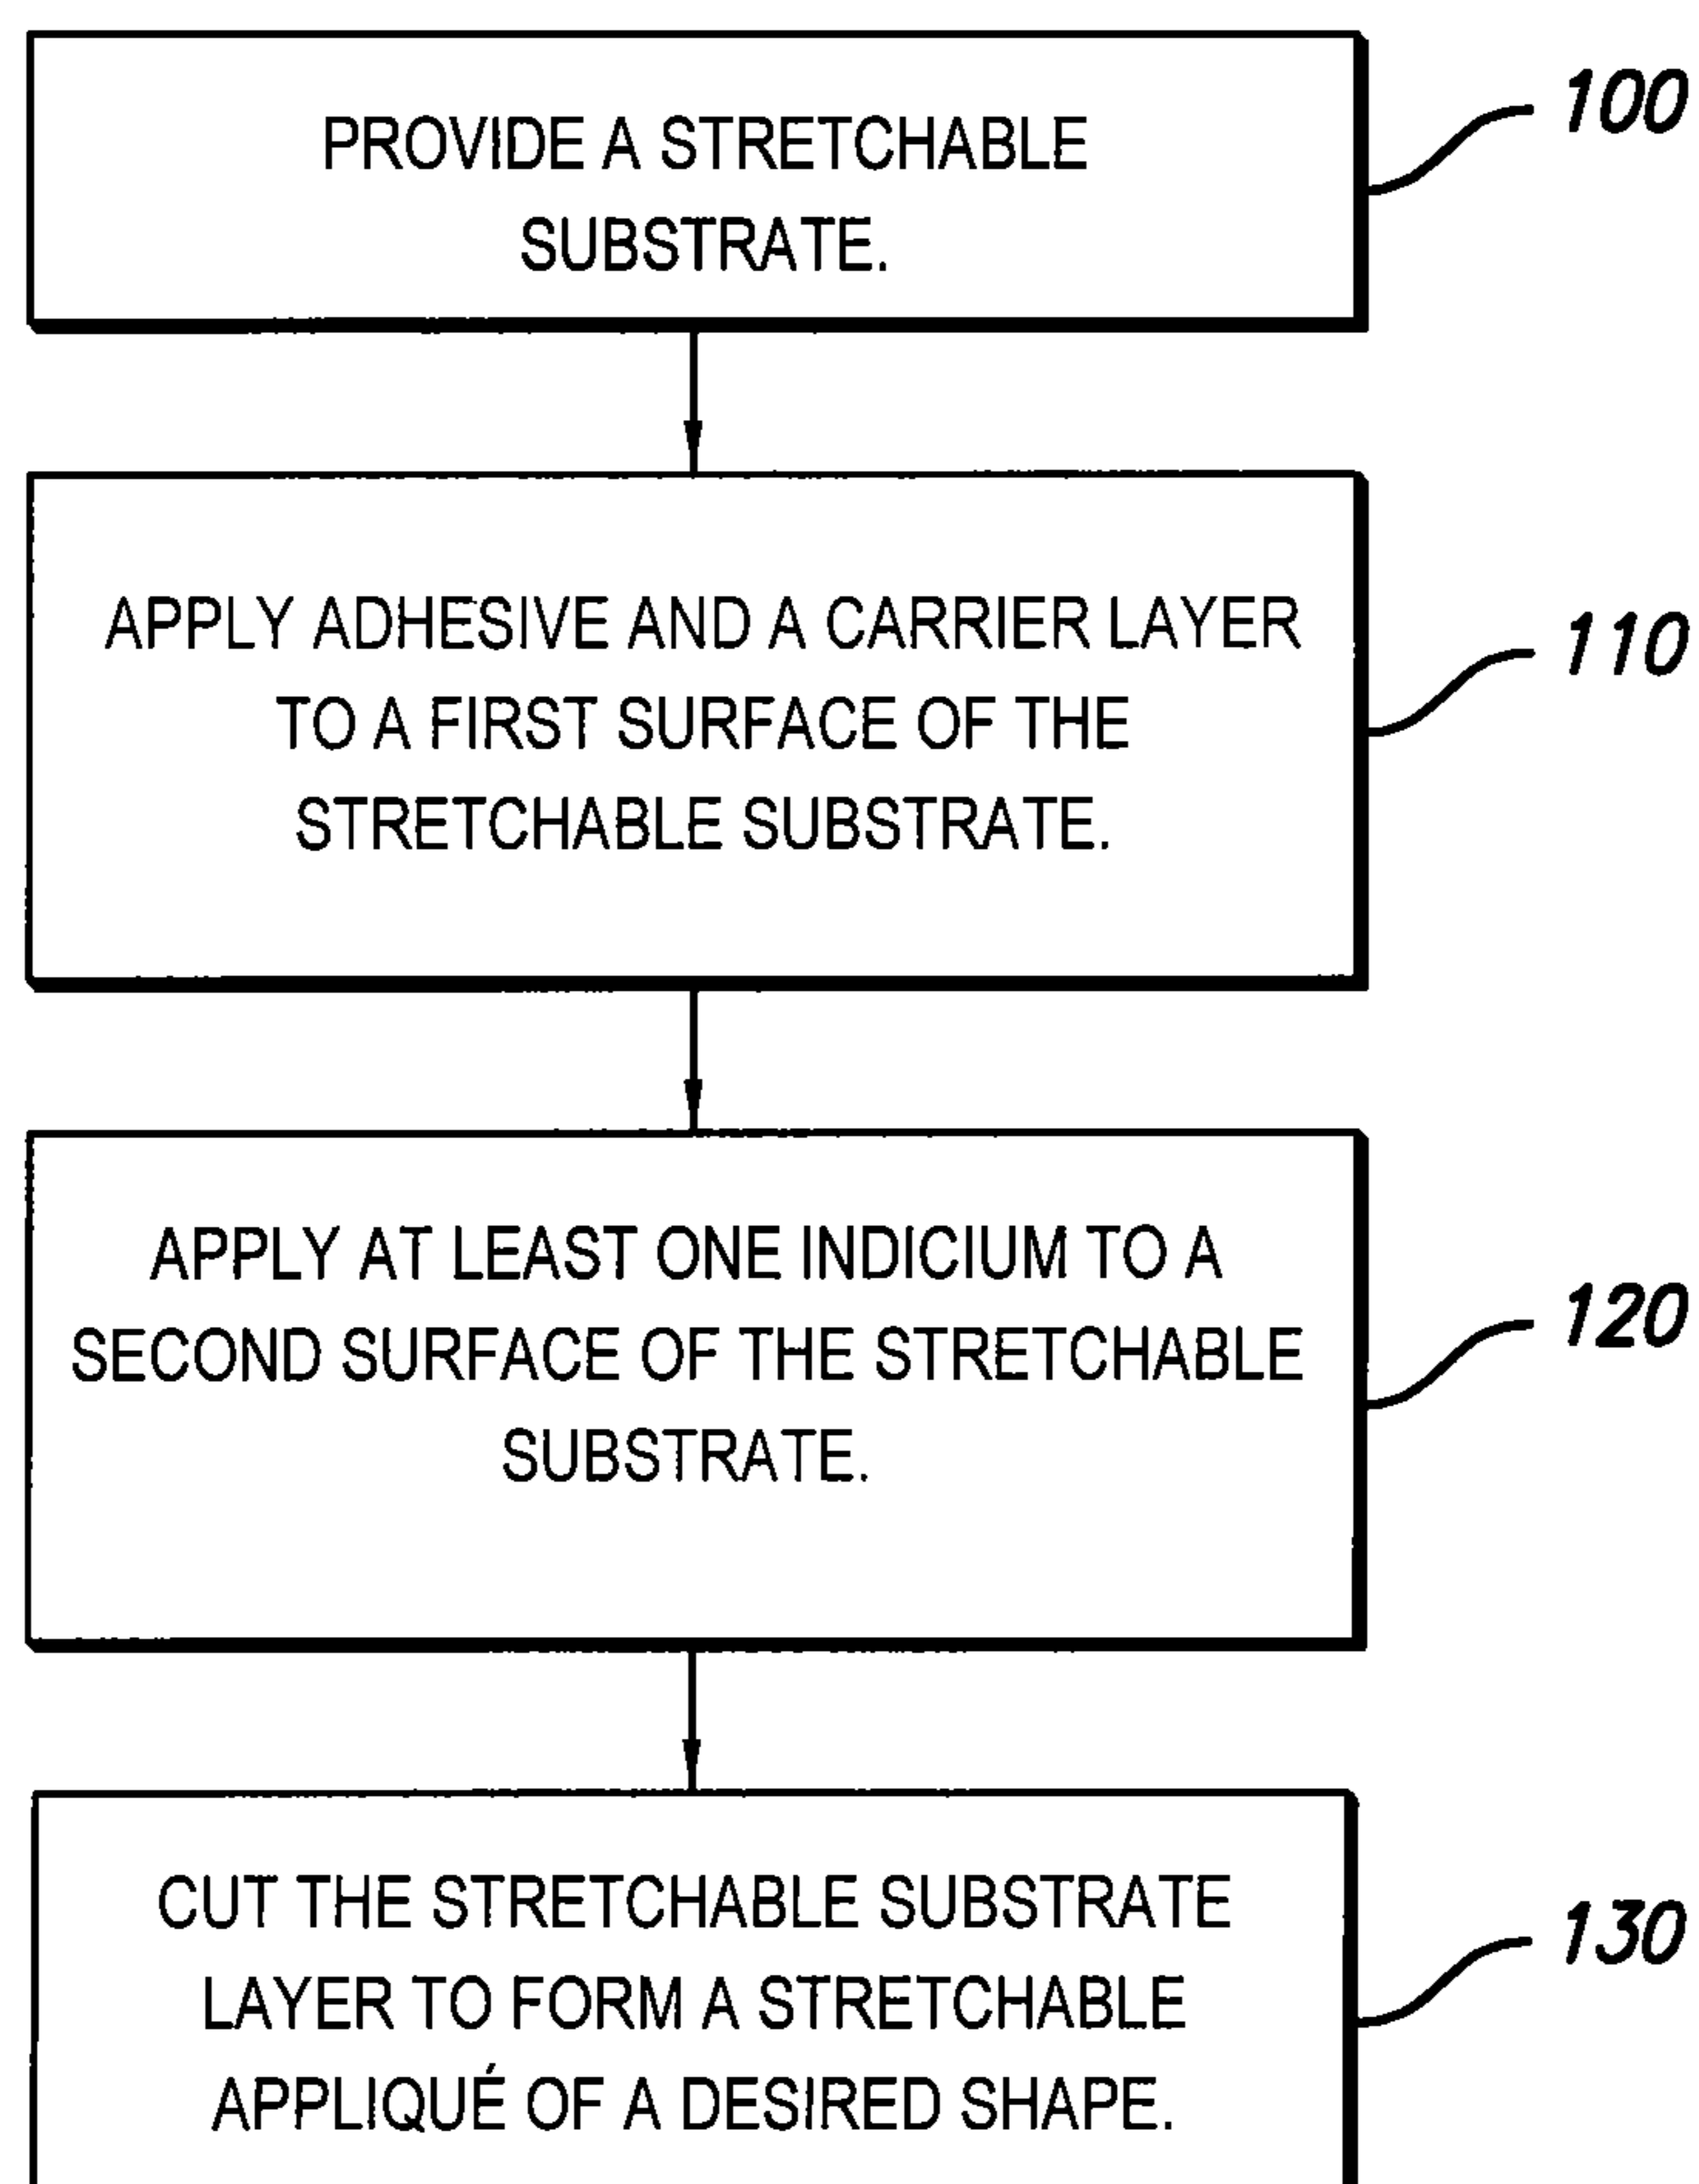 PROVIDE A STRETCHABLE
SUBSTRATE.
100
APPLY ADHESIVE AND A CARRIER LAYER
TO A FIRST SURFACE OF THE
STRETCHABLE SUBSTRATE.
110
APPLY AT LEAST ONE INDICIUM TO A
SECOND SURFACE OF THE STRETCHABLE
SUBSTRATE.
120
CUT THE STRETCHABLE SUBSTRATE
LAYER TO FORM A STRETCHABLE
APPLIQUÉ OF A DESIRED SHAPE.
130